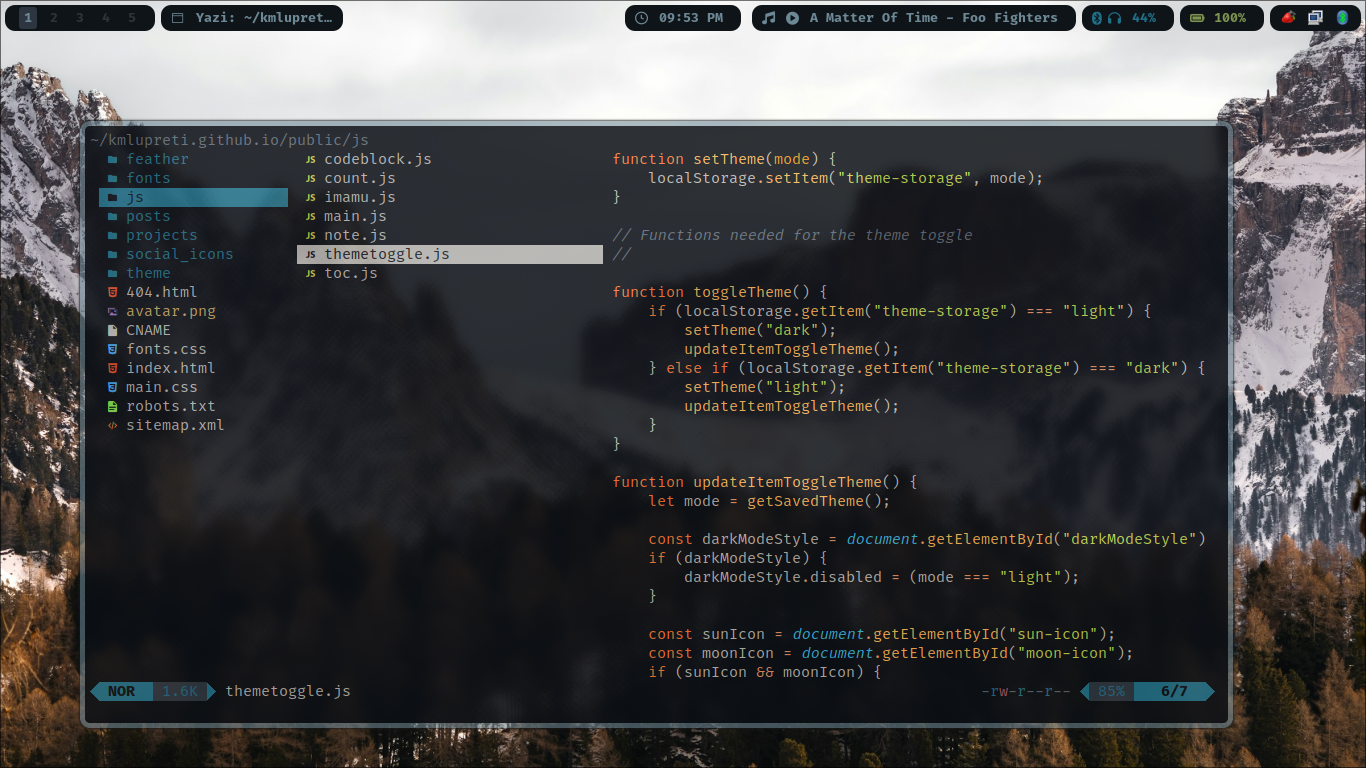 1 2 3 4 5
Yazi: ~/kmlupret…
09:53 PM
A Matter Of Time – Foo Fighters
44%
100%
~/kmlupreti.github.io/public/js
feather
fonts
js
posts
projects
social_icons
theme
404.html
avatar.png
CNAME
fonts.css
index.html
main.css
robots.txt
sitemap.xml
JS codeblock.js
JS count.js
JS imamu.js
JS main.js
JS note.js
JS themetoggle.js
JS toc.js
function setTheme(mode) {
    localStorage.setItem("theme-storage", mode);
}
// Functions needed for the theme toggle
//
function toggleTheme() {
    if (localStorage.getItem("theme-storage") === "light") {
        setTheme("dark");
        updateItemToggleTheme();
    } else if (localStorage.getItem("theme-storage") === "dark") {
        setTheme("light");
        updateItemToggleTheme();
    }
}
function updateItemToggleTheme() {
    let mode = getSavedTheme();
    const darkModeStyle = document.getElementById("darkModeStyle")
    if (darkModeStyle) {
        darkModeStyle.disabled = (mode === "light");
    }
    const sunIcon = document.getElementById("sun-icon");
    const moonIcon = document.getElementById("moon-icon");
    if (sunIcon && moonIcon) {
NOR 1.6K themetoggle.js
-rw-r--r-- 85% 6/7